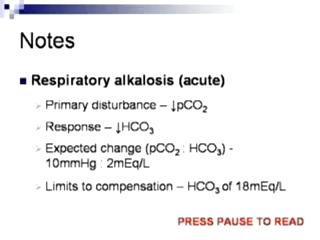 Notes
Respiratory alkalosis (acute)
Primary disturbance – ↓pCO₂
Response – ↓HCO₃
Expected change (pCO₂ : HCO₃) -
10mmHg : 2mEq/L
Limits to compensation – HCO₃ of 18mEq/L
PRESS PAUSE TO READ